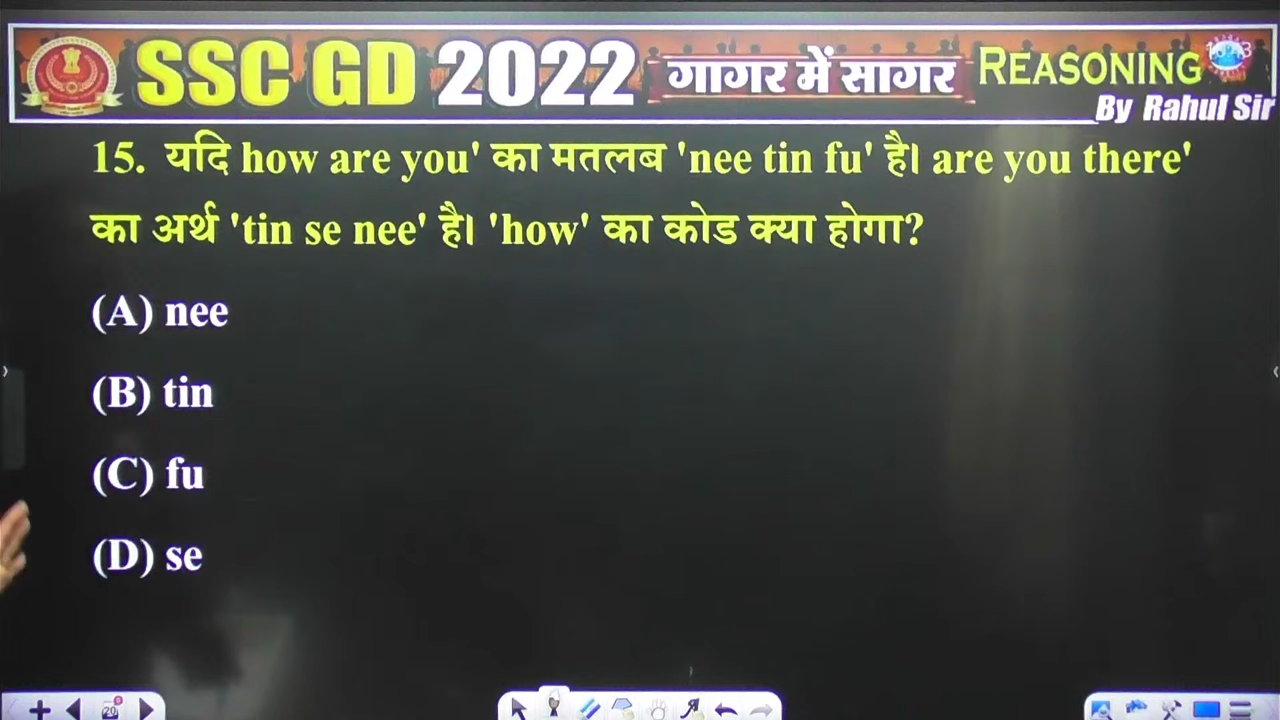 SSC GD 2022 गागर में सागर REASONING
By Rahul Sir
15. यदि how are you' का मतलब 'nee tin fu' है। are you there'
का अर्थ 'tin se nee' है। 'how' का कोड क्या होगा?
(A) nee
(B) tin
(C) fu
(D) se